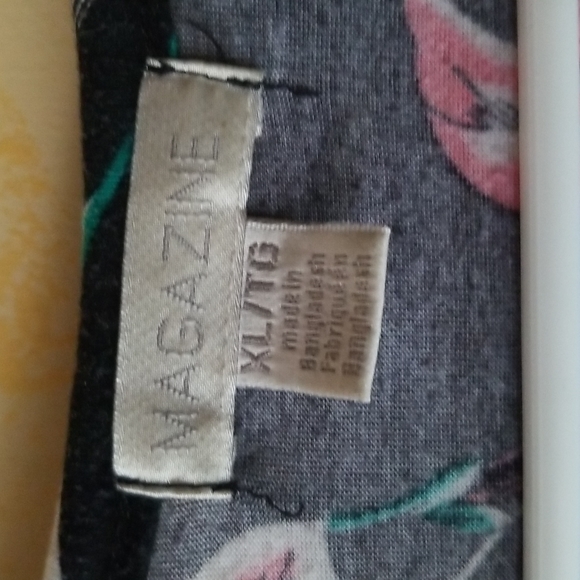 MAGAZINE
XL/TG
Made in
Bangladesh
Fabriqué en
Bangladesh